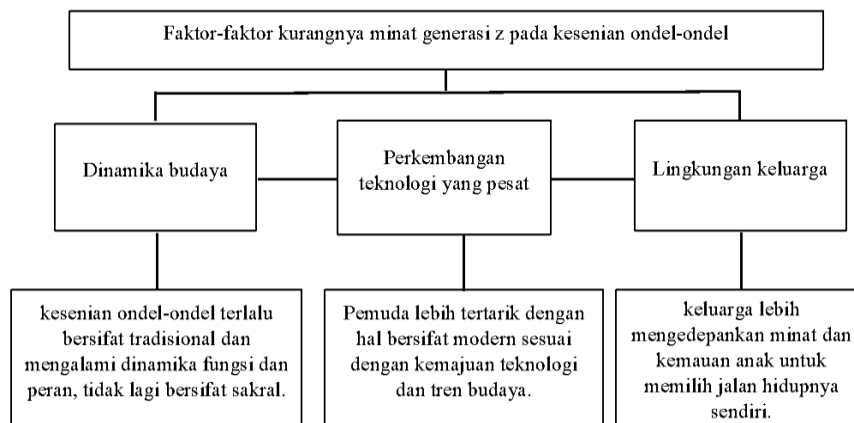 Faktor-faktor kurangnya minat generasi z pada kesenian ondel-ondel
Dinamika budaya
Perkembangan
teknologi yang pesat
Lingkungan keluarga
kesenian ondel-ondel terlalu
bersifat tradisional dan
mengalami dinamika fungsi dan
peran, tidak lagi bersifat sakral.
Pemuda lebih tertarik dengan
hal bersifat modern sesuai
dengan kemajuan teknologi
dan tren budaya.
keluarga lebih
mengedepankan minat dan
kemauan anak untuk
memilih jalan hidupnya
sendiri.